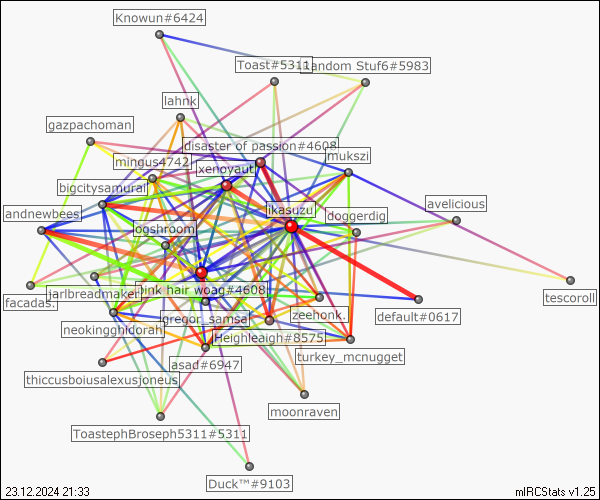 Knowun#6424
Toast#5311
Random Stuf6#5983
lahnk
gazpachoman
disaster of passion#4608
mingus4742
mukszi
xenoyaut
bigcitysamurai
andnewbees
ikasuzu
doggerdig
avelicious
ogshroom
pink hair woag#4608
tescoroll
facadas.
jarlbreadmaker
zeehonk.
default#0617
igregor_samsa
neokingghidorah
Heighleaigh#8575
turkey_mcnugget
asad#6947
thiccusboiusalexusjoneus
moonraven
ToastephBroseph5311#5311
Duck™#9103
23.12.2024 21:33
mIRCStats v1.25